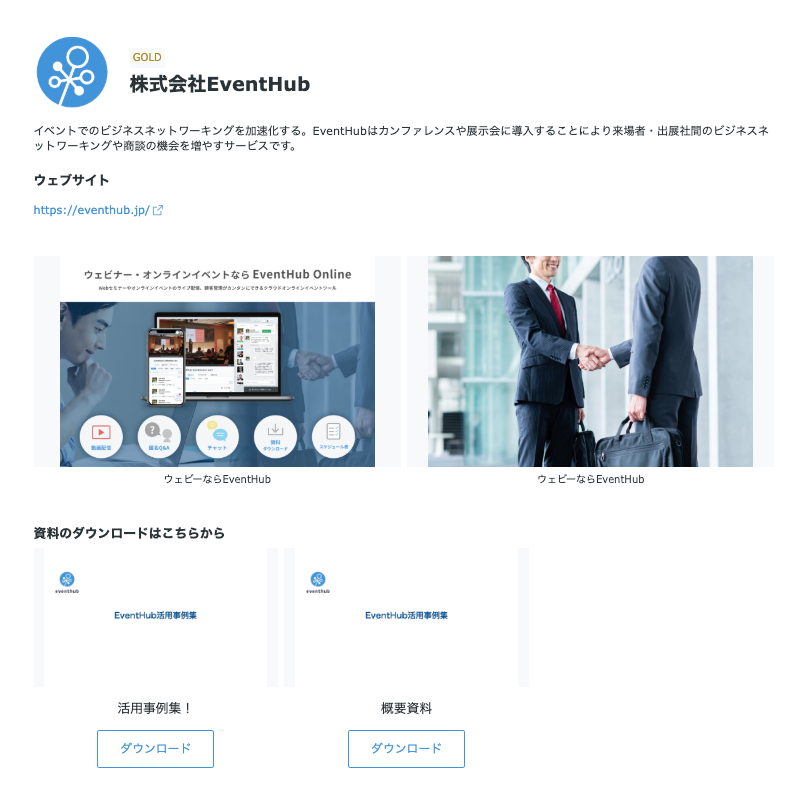 GOLD
株式会社EventHub
イベントでのビジネスネットワーキングを加速化する。EventHubはカンファレンスや展示会に導入することにより来場者・出展社間のビジネスネ
ットワーキングや商談の機会を増やすサービスです。
ウェブサイト
https://eventhub.jp/
ウェビナー・オンラインイベントなら EventHub Online
Webセミナーやオンラインイベントのライブ配信、顧客管理がカンタンにできるクラウドオンラインイベントツール
動画配信
匿名Q&A
チャット
資料
ダウンロード
スケジュール表
ウェビーならEventHub
ウェビーならEventHub
資料のダウンロードはこちらから
eventhub
EventHub活用事例集
eventhub
EventHub活用事例集
活用事例集！
概要資料
ダウンロード
ダウンロード